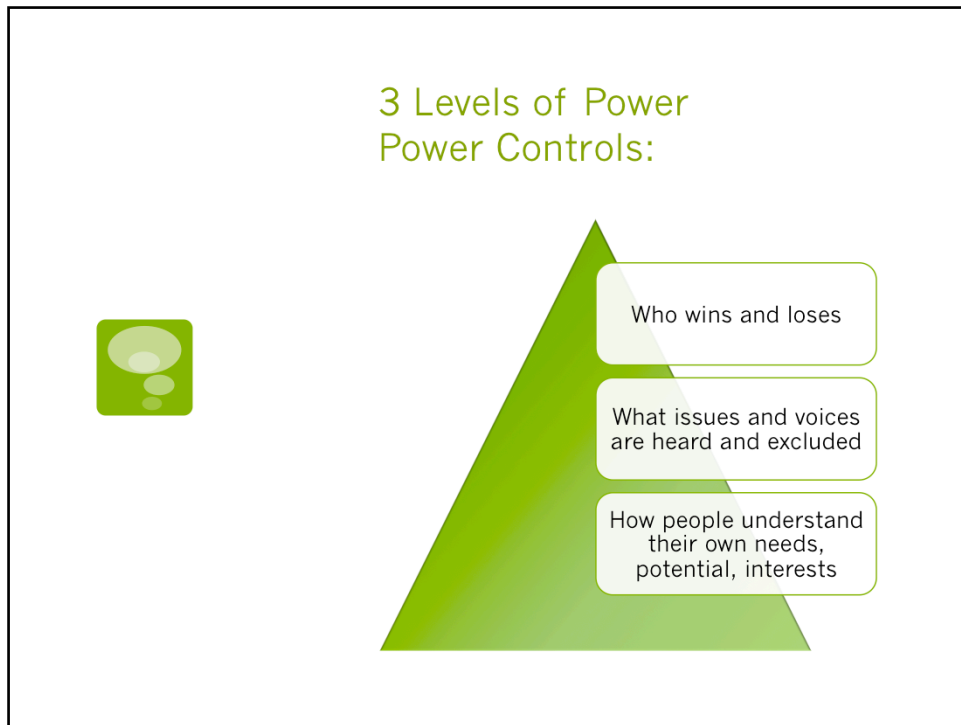 3 Levels of Power
Power Controls:
Who wins and loses
What issues and voices
are heard and excluded
How people understand
their own needs,
potential, interests